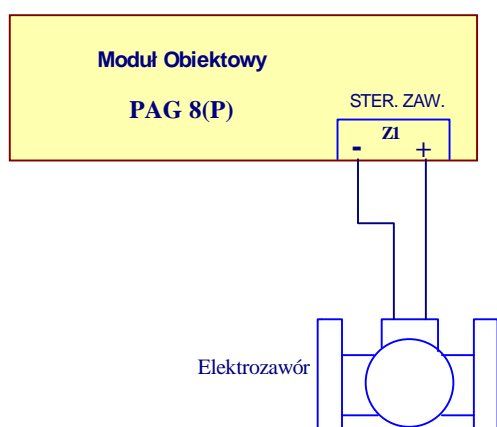 Moduł Obiektowy
PAG 8(P)
STER. ZAW.
Z1
- +
Elektrozawór